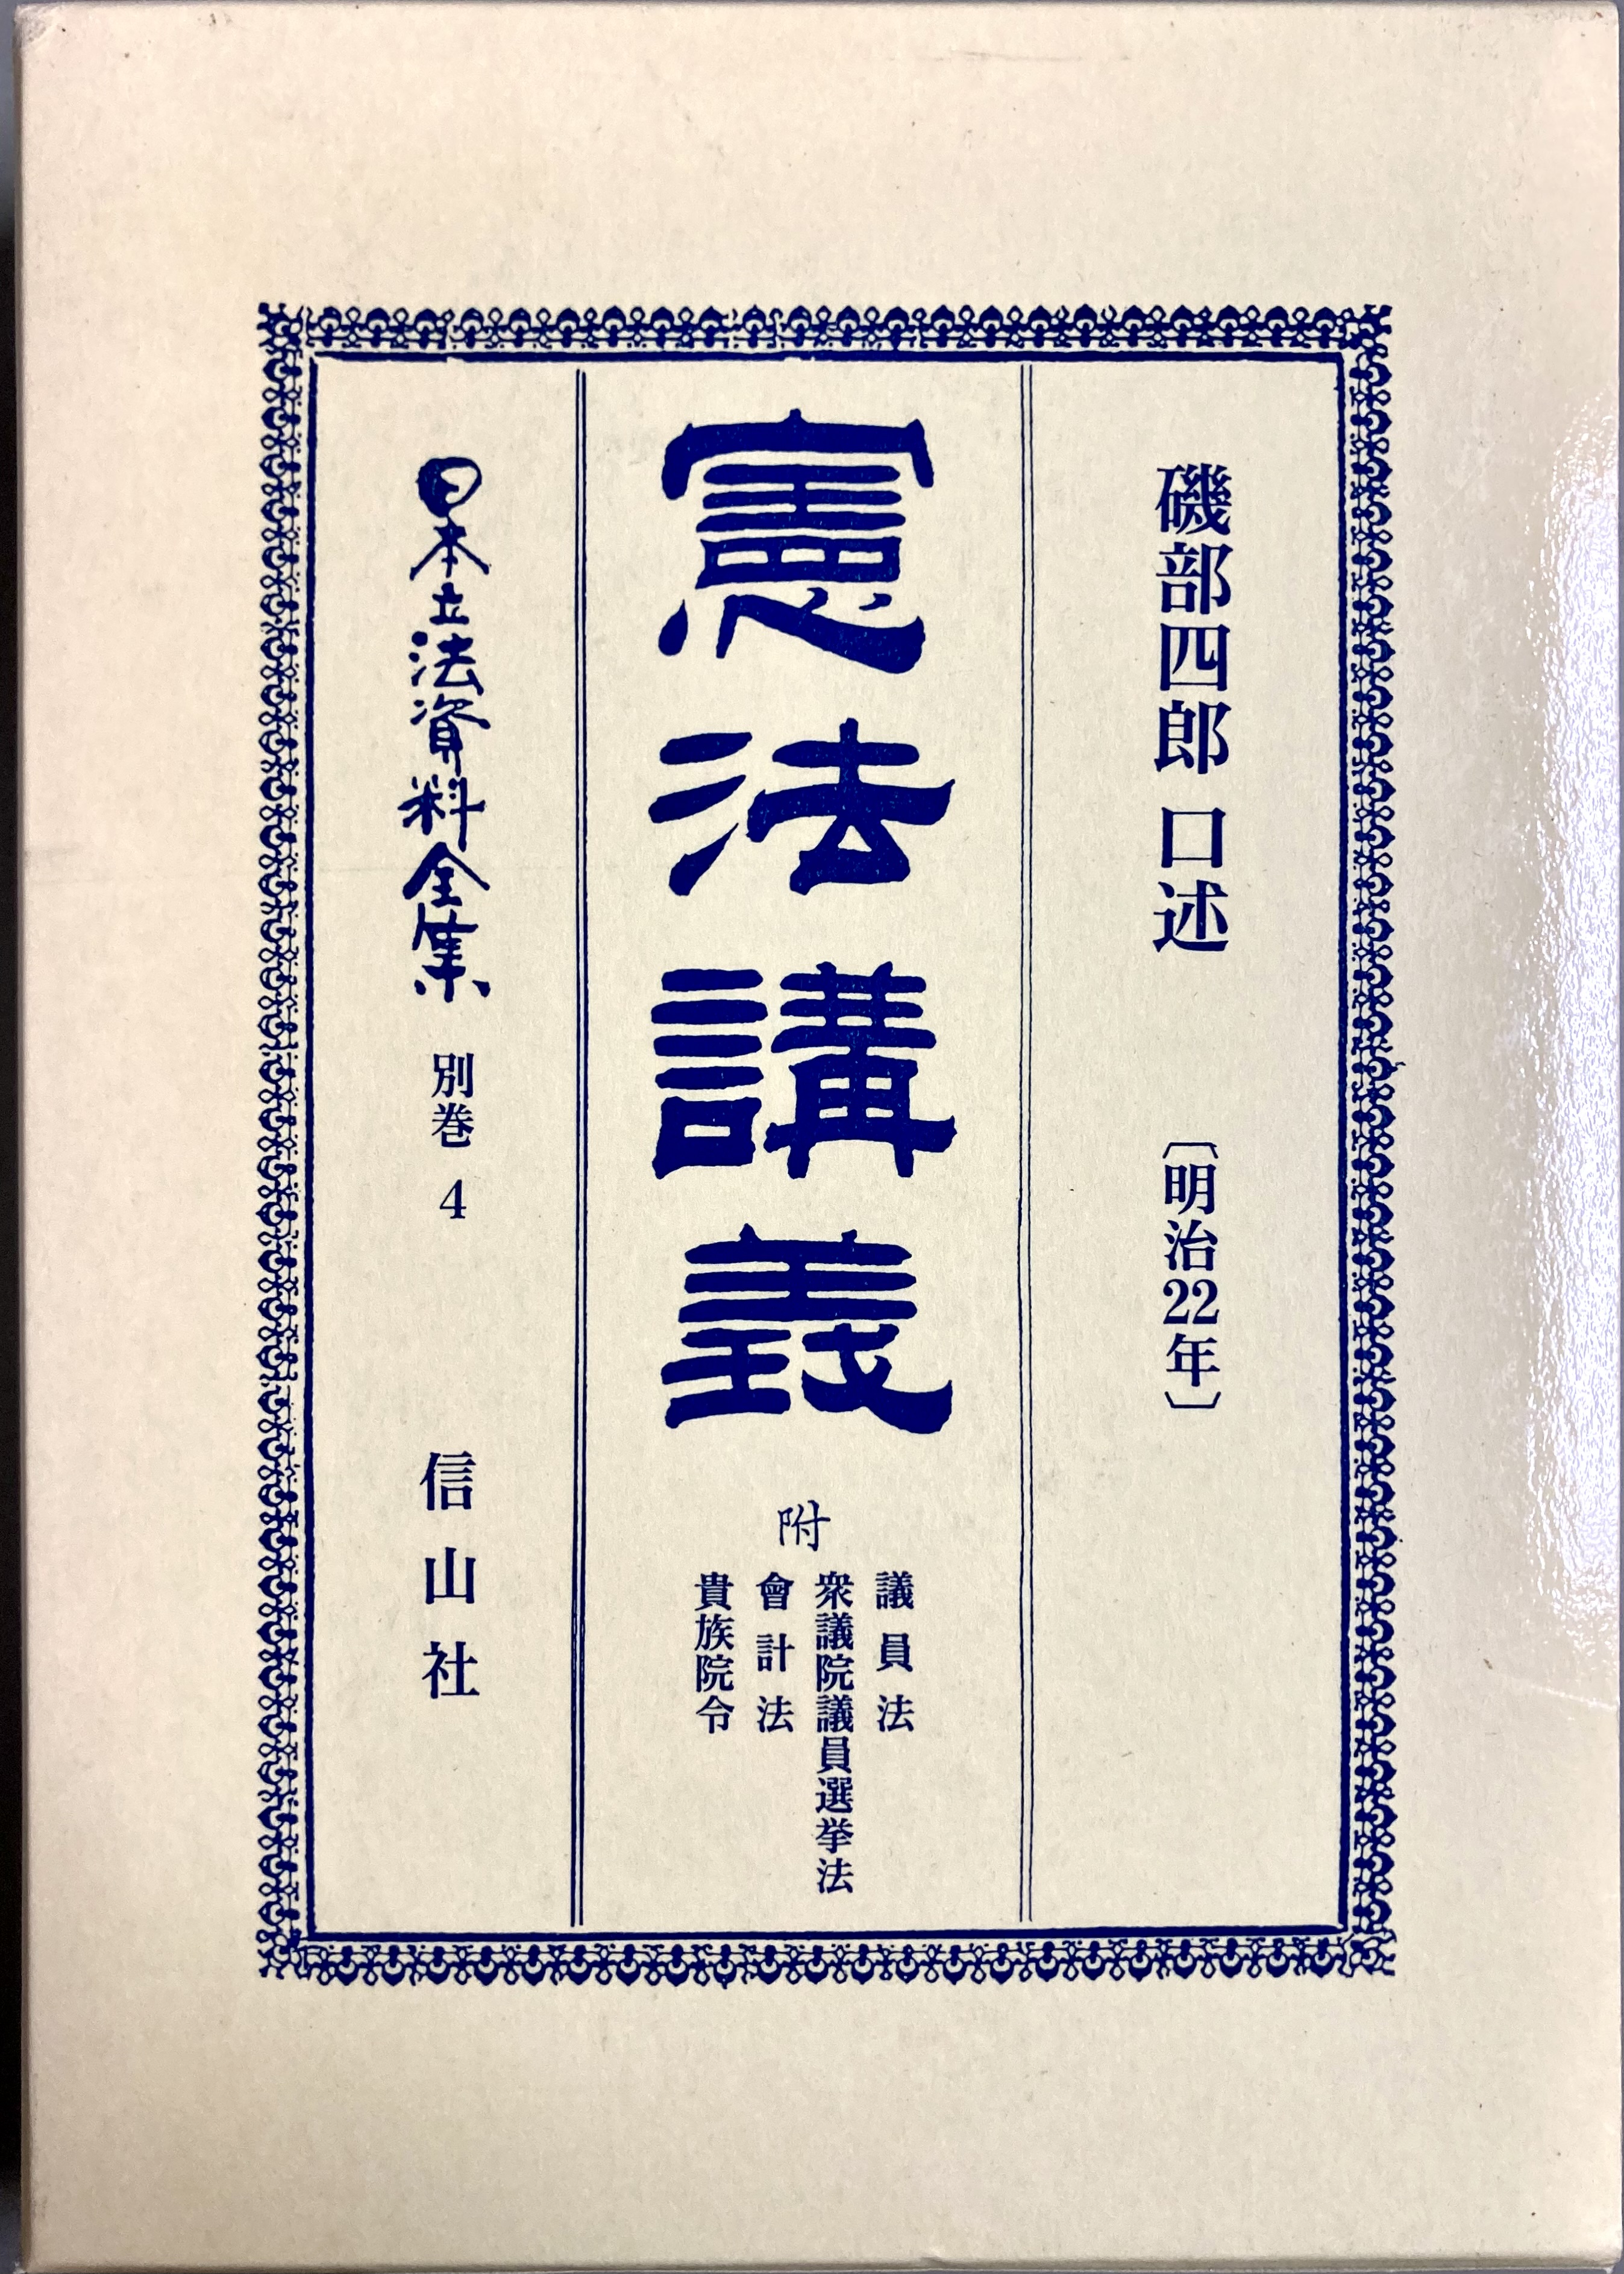 磯部四郎 口述 〔明治22年〕
憲法講義
附
議員法
衆議院議員選挙法
會計法
貴族院令
日本立法資料全集 別巻 4 信山社